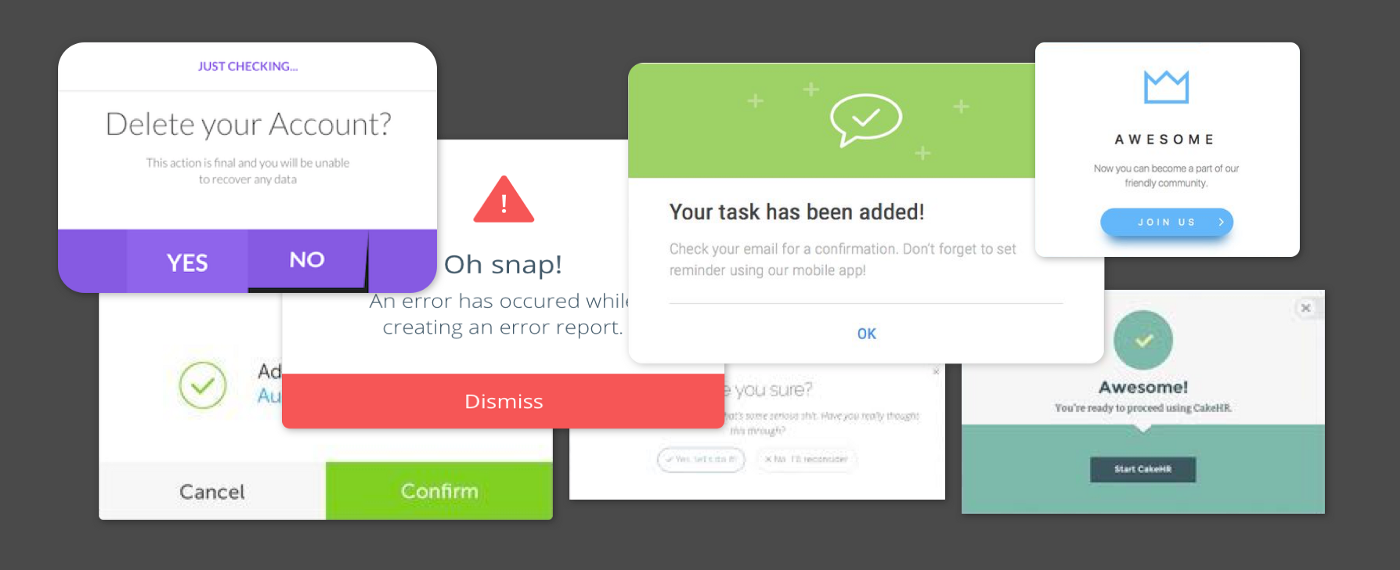 JUST CHECKING...
Delete your Account?
This action is final and you will be unable
to recover any data
YES
NO
Oh snap!
An error has occured while
creating an error report.
Dismiss
Your task has been added!
Check your email for a confirmation. Don't forget to set
reminder using our mobile app!
OK
AWESOME
Now you can become a part of our
friendly community.
JOIN US
Ad
Au
Cancel
Confirm
e you sure?
hat's some serious shit. Have you really thought
this through?
Yes, let's do it!
No, I'll reconsider
Awesome!
You're ready to proceed using CakeHR.
Start CakeHR